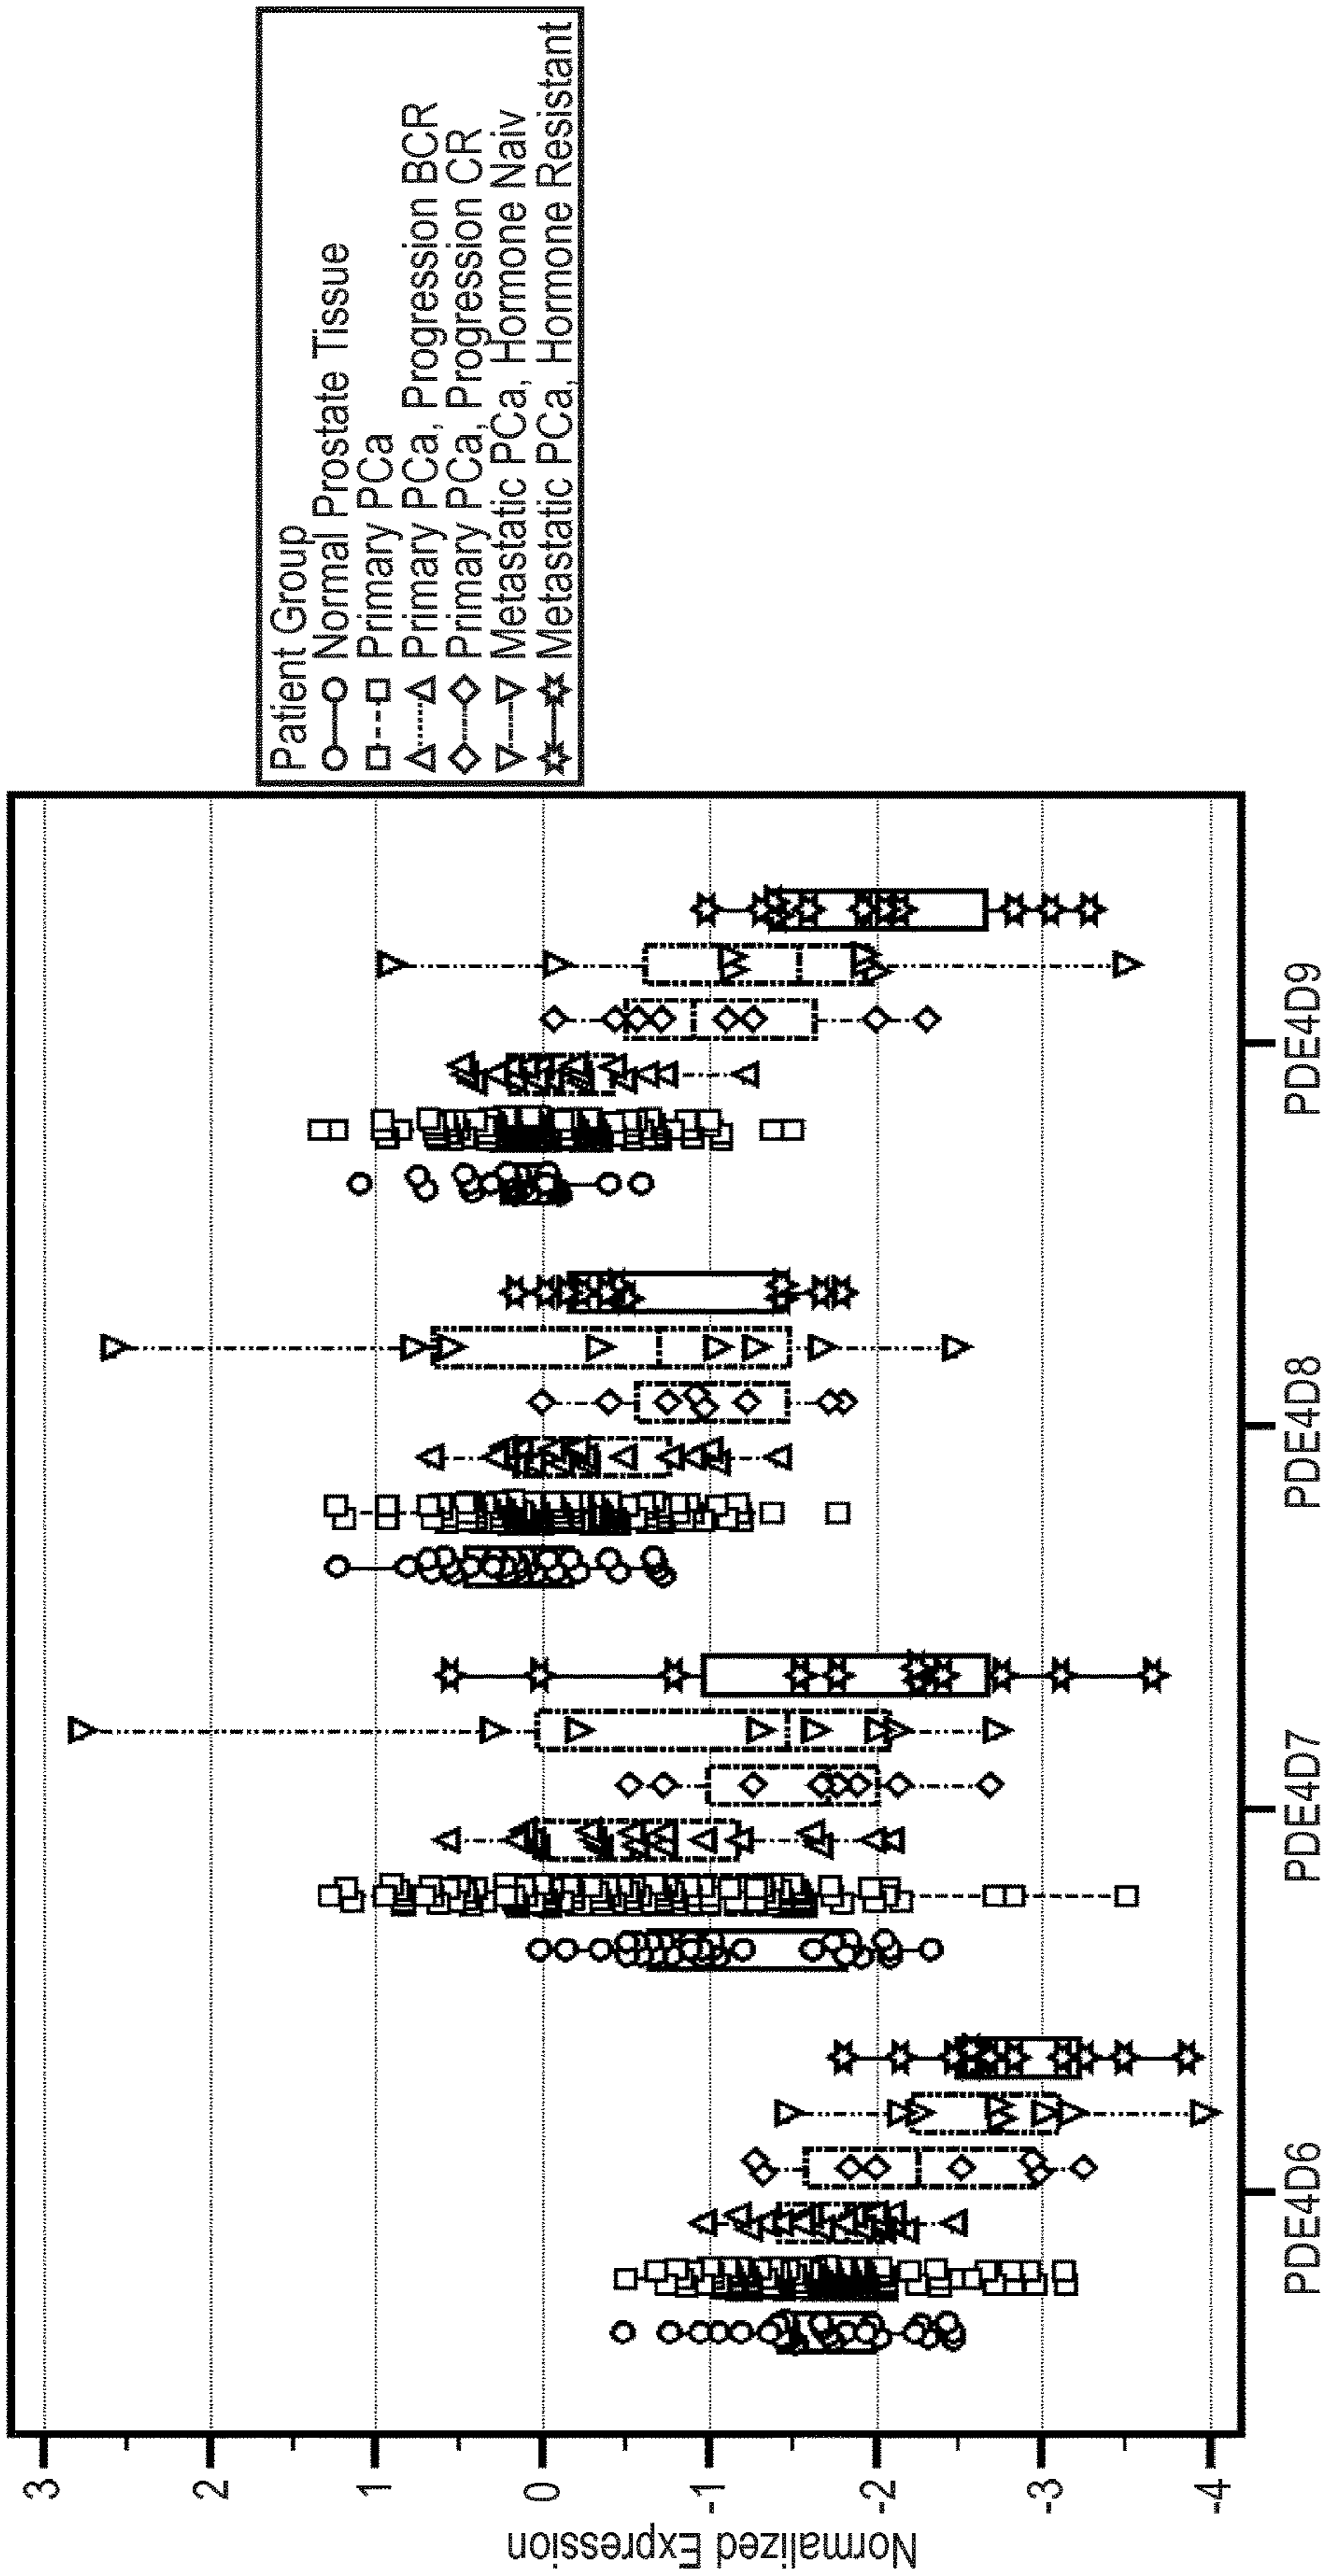 Normalized Expression
3
2
1
0
-1
-2
-3
-4
PDE4D6
PDE4D7
PDE4D8
PDE4D9
Patient Group
Normal Prostate Tissue
Primary PCa
Primary PCa, Progression BCR
Primary PCa, Progression CR
Metastatic PCa, Hormone Naiv
Metastatic PCa, Hormone Resistant